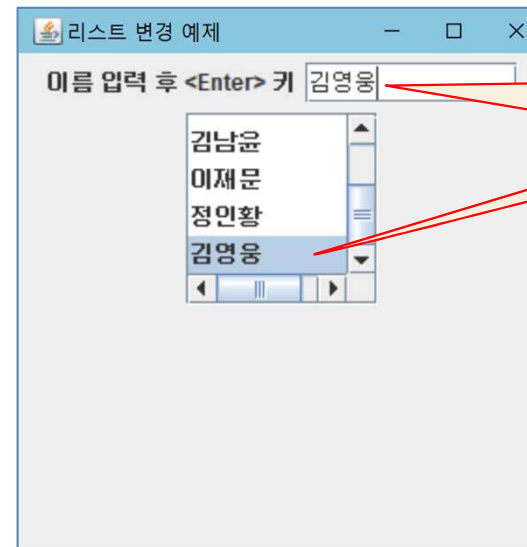 리스트 변경 예제
이름 입력 후 <Enter> 키 김영웅
김남윤
이재문
정인황
김영웅